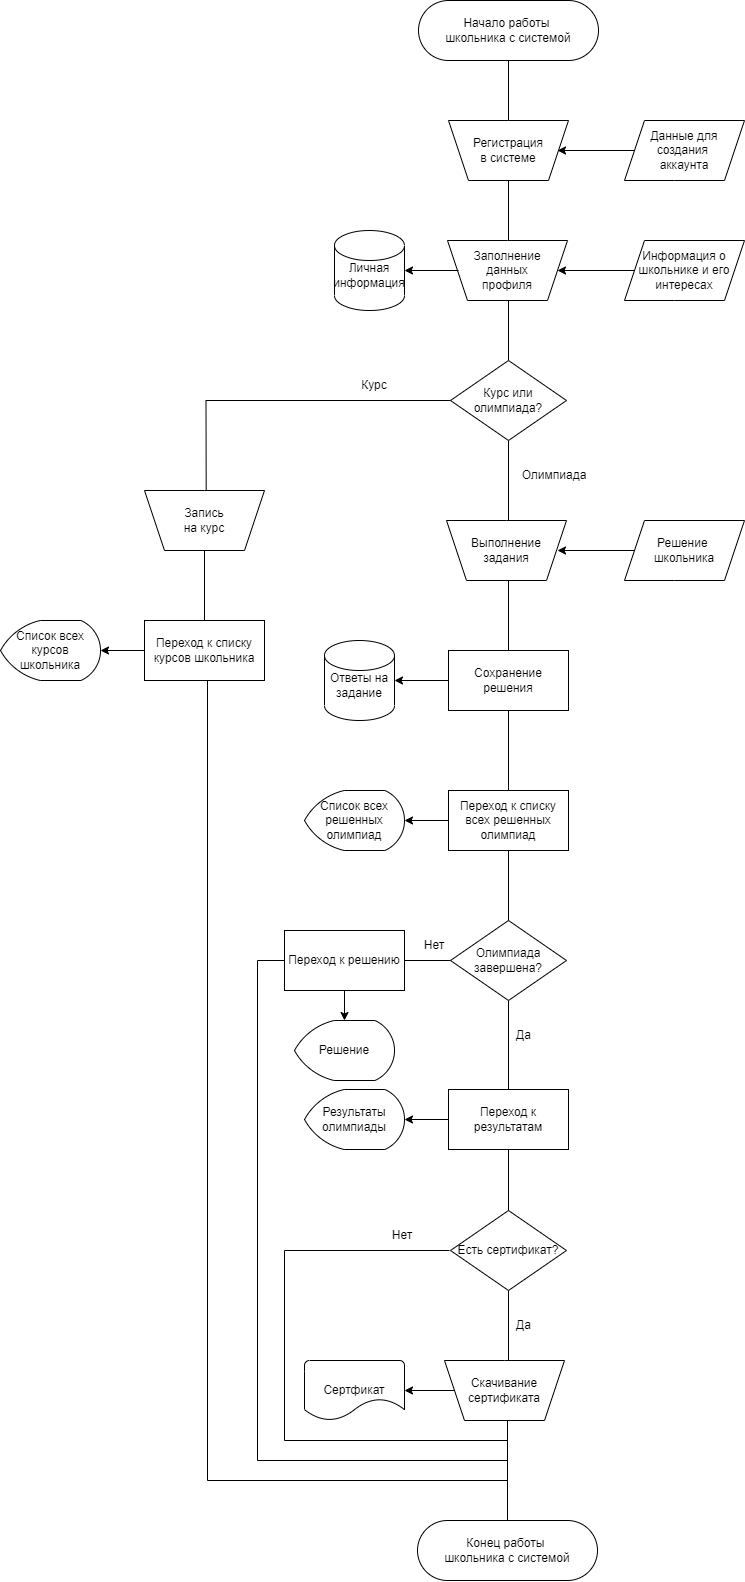 Начало работы
школьника с системой
Регистрация
в системе
Данные для
создания
аккаунта
Личная
информация
Заполнение
данных
профиля
Информация о
школьнике и его
интересах
Курс
Курс или
олимпиада?
Олимпиада
Запись
на курс
Выполнение
задания
Решение
школьника
Список всех
курсов
школьника
Переход к списку
курсов школьника
Ответы на
задание
Сохранение
решения
Список всех
решенных
олимпиад
Переход к списку
всех решенных
олимпиад
Переход к решению
Нет
Олимпиада
завершена?
Решение
Да
Результаты
олимпиады
Переход к
результатам
Нет
Есть сертификат?
Да
Сертфикат
Скачивание
сертификата
Конец работы
школьника с системой